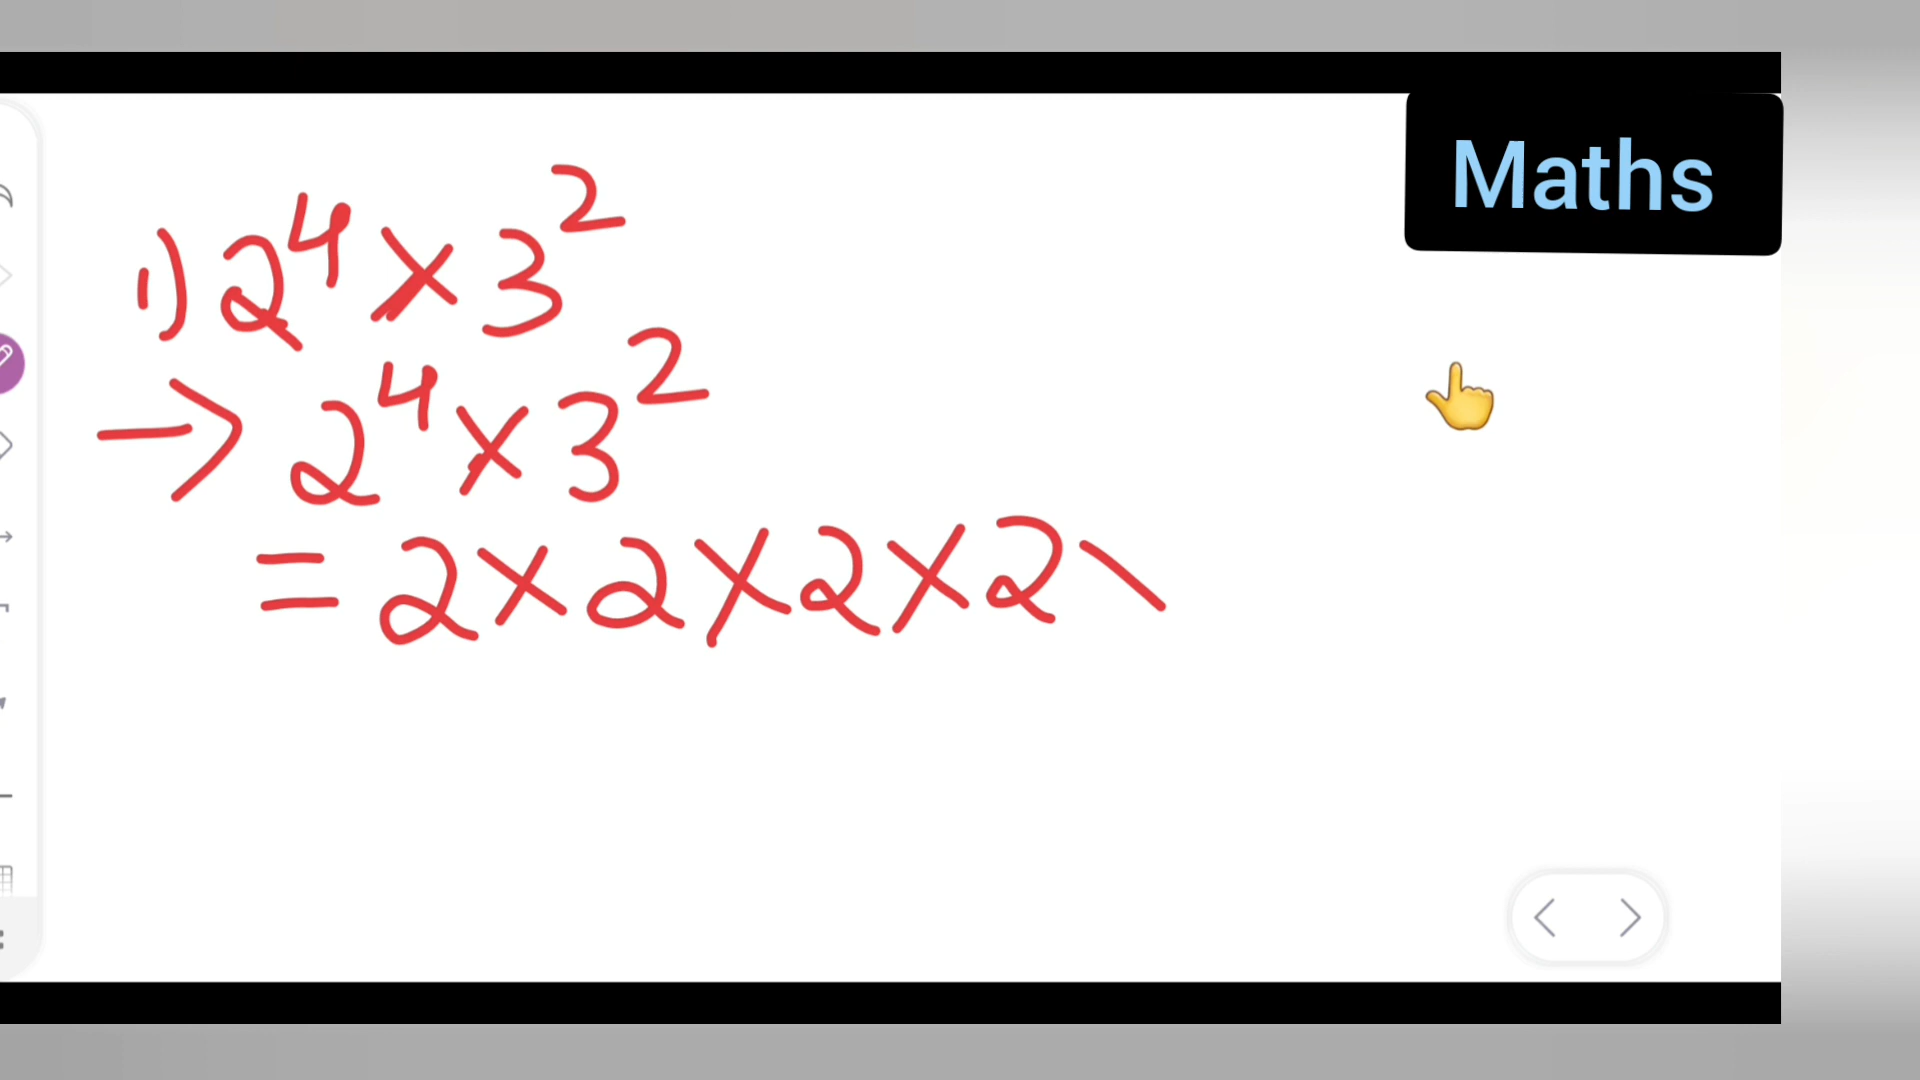 Maths
1) 2⁴ × 3²
→ 2⁴ × 3²
= 2 × 2 × 2 × 2 \